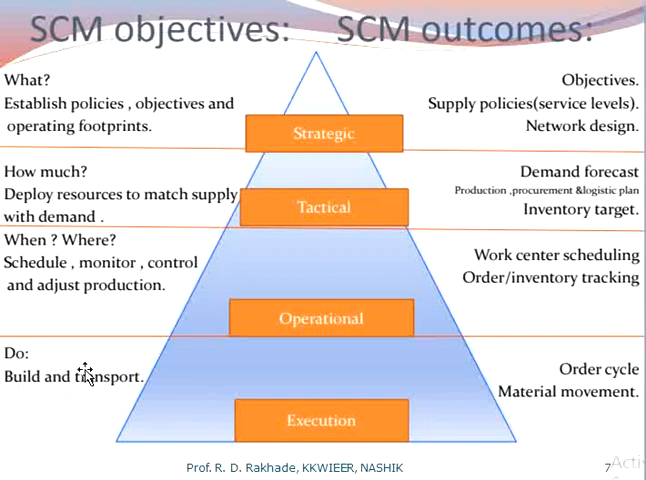 SCM objectives: SCM outcomes:
What?
Establish policies , objectives and
operating footprints.
Objectives.
Supply policies(service levels).
Network design.
Strategic
How much?
Deploy resources to match supply
with demand .
Demand forecast
Production ,procurement &logistic plan
Inventory target.
Tactical
When ? Where?
Schedule , monitor , control
and adjust production.
Work center scheduling
Order/inventory tracking
Operational
Do:
Build and transport.
Order cycle
Material movement.
Execution
Prof. R. D. Rakhade, KKWIEER, NASHIK
7